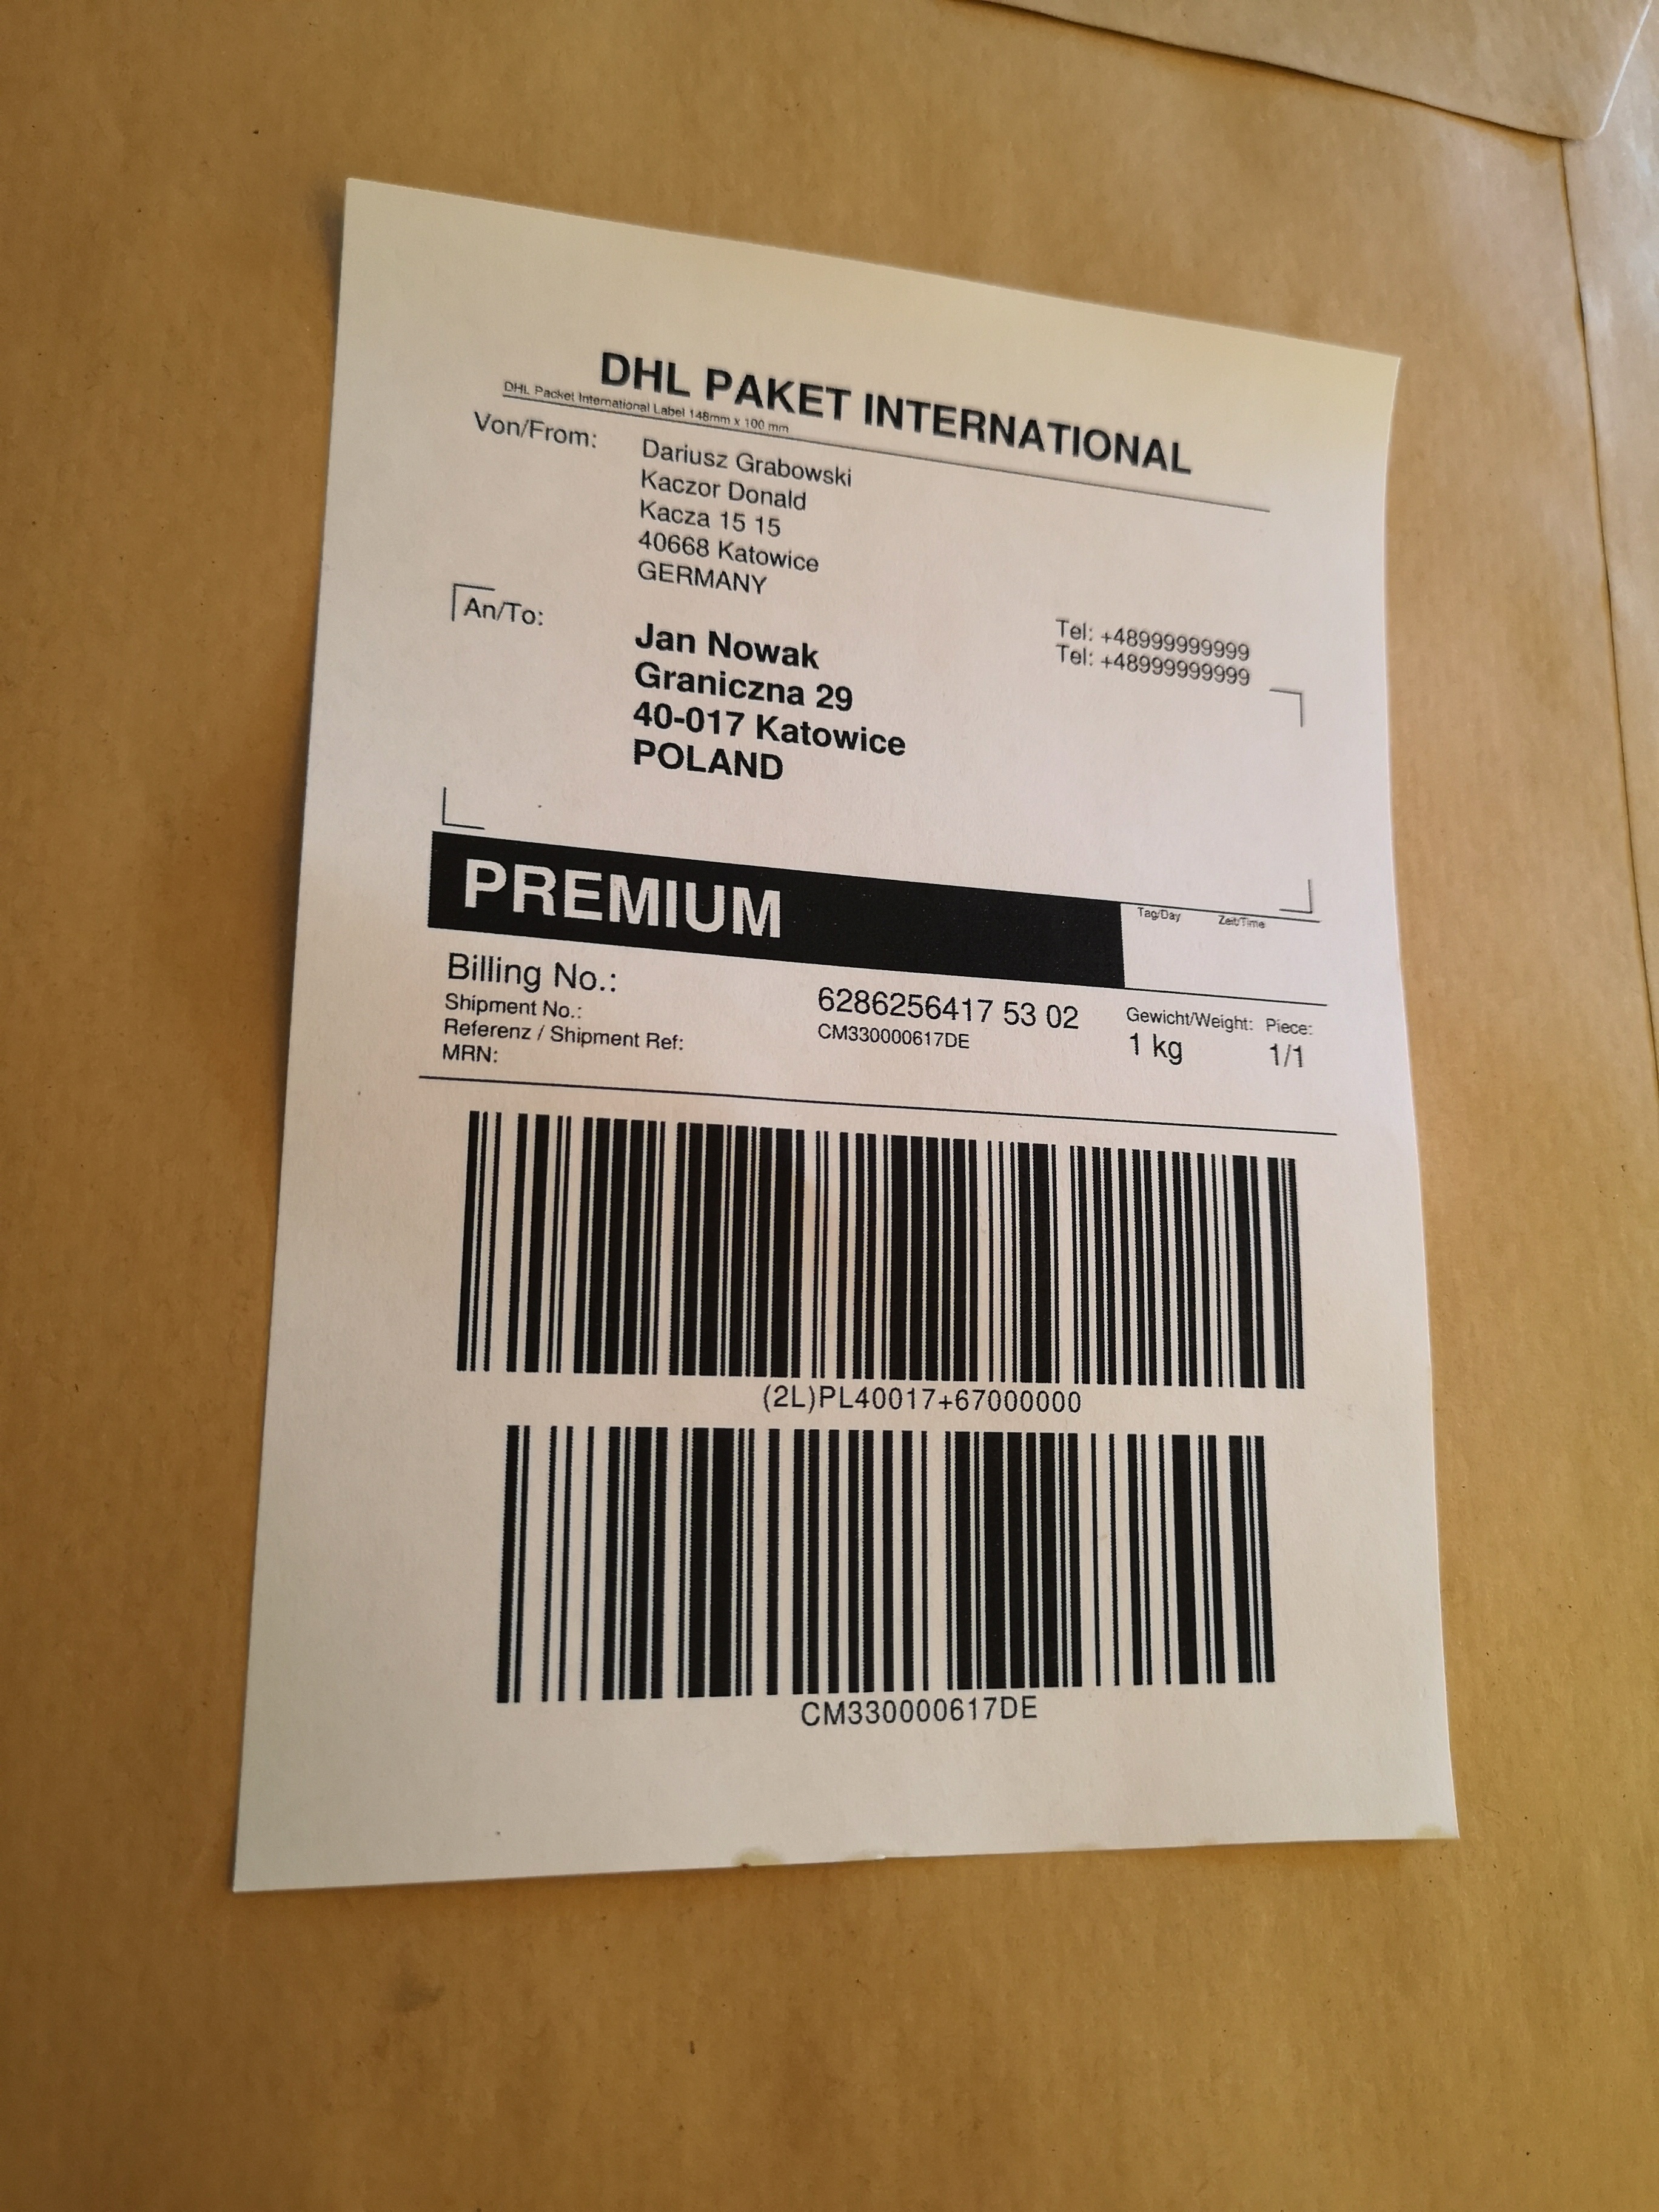 DHL PAKET INTERNATIONAL
DHL Packet International Label 148mm x 100 mm
Von/From:
Dariusz Grabowski
Kaczor Donald
Kacza 15 15
40668 Katowice
GERMANY
An/To:
Jan Nowak
Graniczna 29
40-017 Katowice
POLAND
Tel: +48999999999
Tel: +48999999999
PREMIUM
Tag/Day Zeit/Time
Billing No.: 6286256417 53 02
Shipment No.: CM330000617DE
Referenz / Shipment Ref:
MRN:
Gewicht/Weight: Piece:
1 kg 1/1
(2L)PL40017+67000000
CM330000617DE